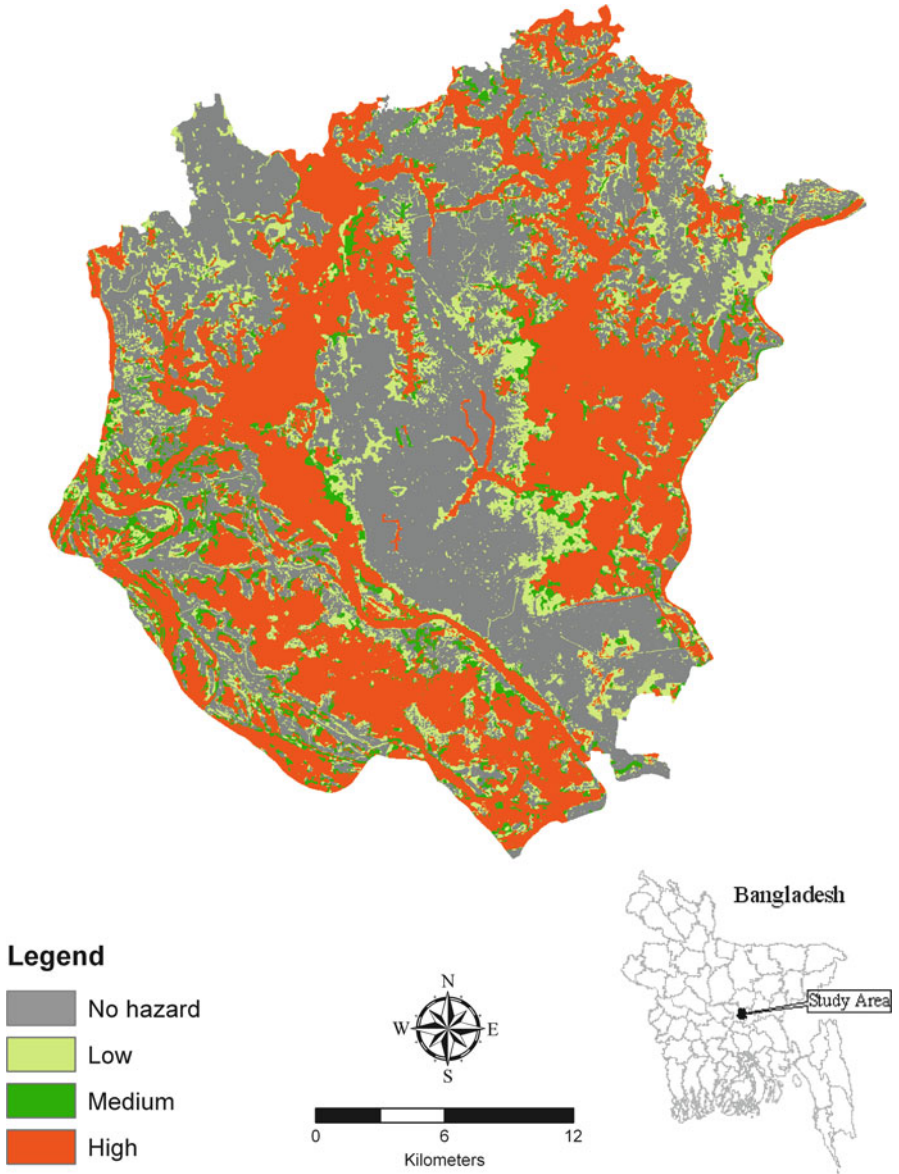 Bangladesh
Study Area
Legend
No hazard
Low
Medium
High
N
W E
S
0 6 12
Kilometers